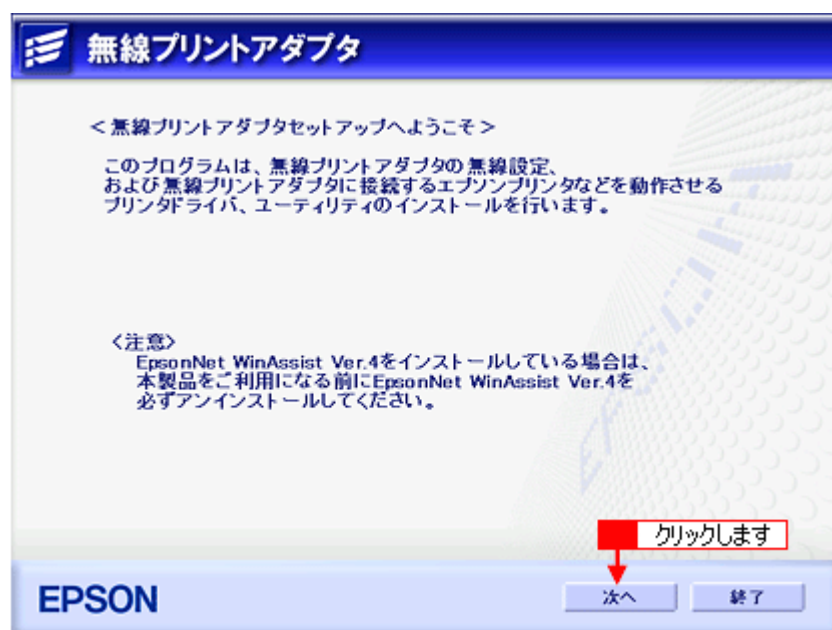 無線プリントアダプタ
＜無線プリントアダプタセットアップへようこそ＞
このプログラムは、無線プリントアダプタの無線設定、
および無線プリントアダプタに接続するエプソンプリンタなどを動作させる
プリンタドライバ、ユーティリティのインストールを行います。
〈注意〉
EpsonNet WinAssist Ver.4をインストールしている場合は、
本製品をご利用になる前にEpsonNet WinAssist Ver.4を
必ずアンインストールしてください。
クリックします
EPSON
次へ
終了